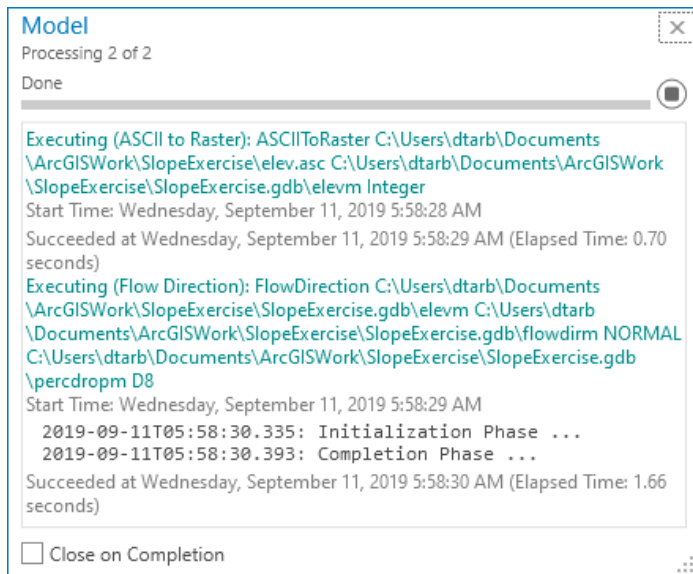 Model
Processing 2 of 2
Done
Executing (ASCII to Raster): ASCIIToRaster C:\Users\dtarb\Documents
\ArcGISWork\SlopeExercise\elev.asc C:\Users\dtarb\Documents\ArcGISWork
\SlopeExercise\SlopeExercise.gdb\elevm Integer
Start Time: Wednesday, September 11, 2019 5:58:28 AM
Succeeded at Wednesday, September 11, 2019 5:58:29 AM (Elapsed Time: 0.70
seconds)
Executing (Flow Direction): FlowDirection C:\Users\dtarb\Documents
\ArcGISWork\SlopeExercise\SlopeExercise.gdb\elevm C:\Users\dtarb
\Documents\ArcGISWork\SlopeExercise\SlopeExercise.gdb\flowdirm NORMAL
C:\Users\dtarb\Documents\ArcGISWork\SlopeExercise\SlopeExercise.gdb
\percdropm D8
Start Time: Wednesday, September 11, 2019 5:58:29 AM
2019-09-11T05:58:30.335: Initialization Phase ...
2019-09-11T05:58:30.393: Completion Phase ...
Succeeded at Wednesday, September 11, 2019 5:58:30 AM (Elapsed Time: 1.66
seconds)
Close on Completion